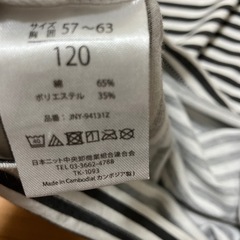 サイズ
胸囲 57〜63
120
綿 65%
ポリエステル 35%
品番: JNY-94131Z
日本ニット中央卸商業組合連合会
TEL 03-3662-4788
TK-1093
Made in Cambodia(カンボジア製)